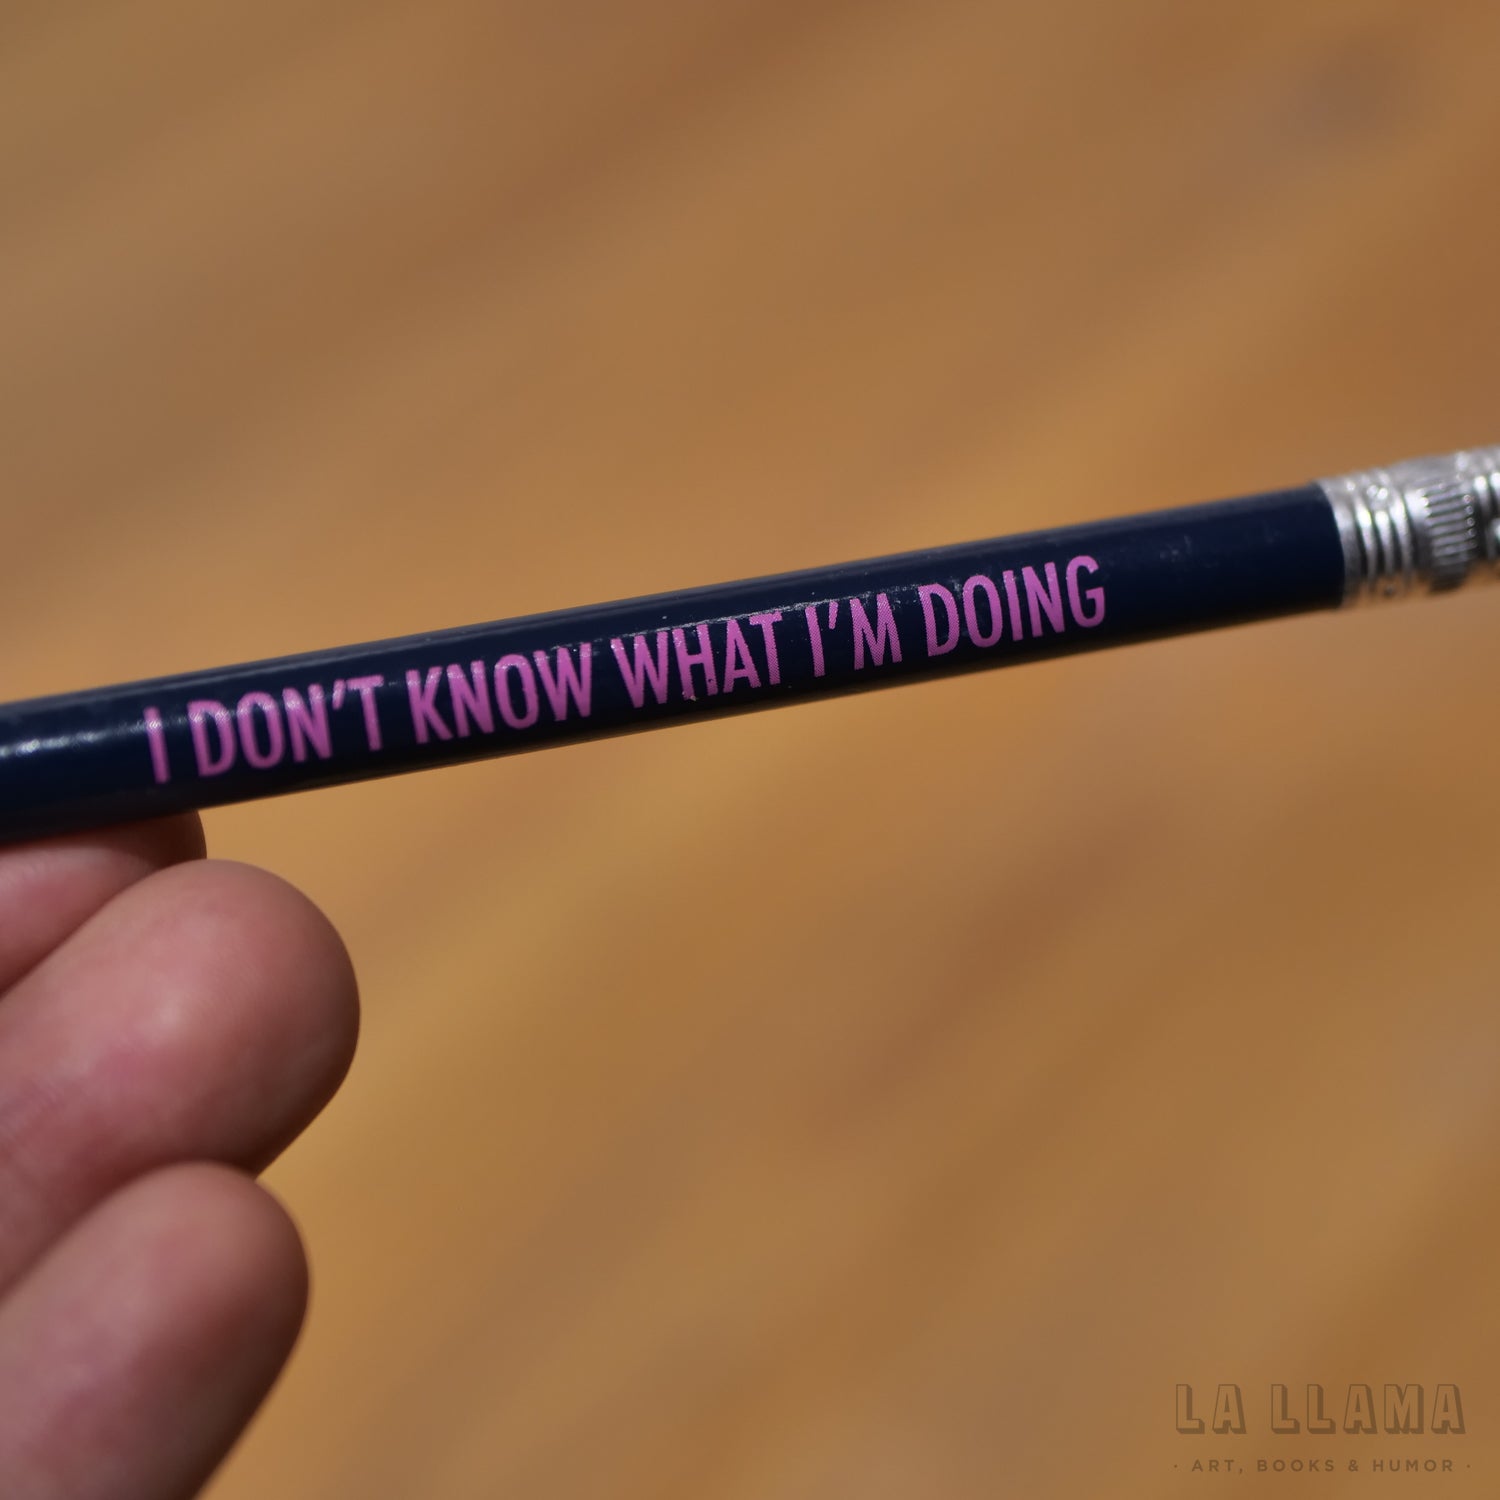 I DON'T KNOW WHAT I'M DOING
LA LLAMA
· ART, BOOKS & HUMOR ·